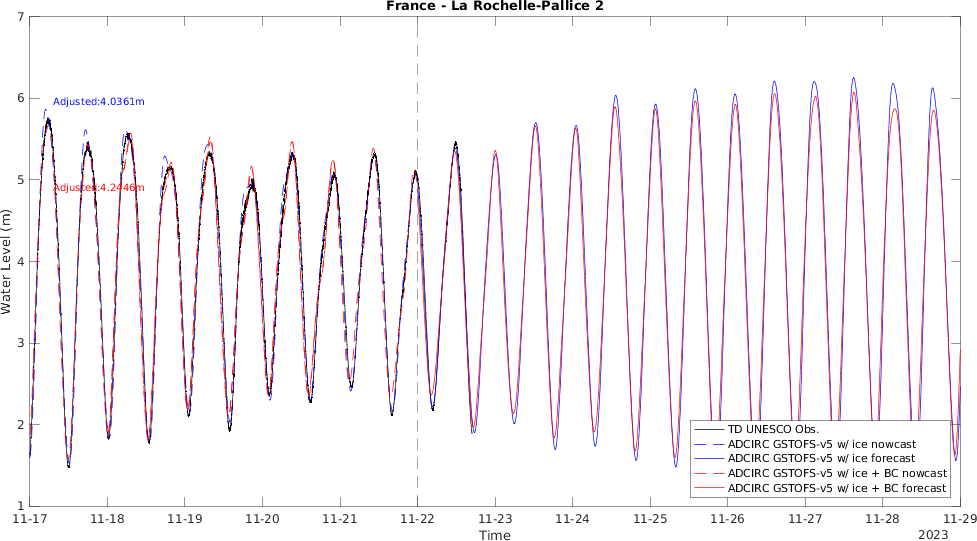 France - La Rochelle-Pallice 2
7
6
5
4
3
2
1
Water Level (m)
Adjusted:4.0361m
Adjusted:4.2446m
TD UNESCO Obs.
ADCIRC GSTOFS-v5 w/ ice nowcast
ADCIRC GSTOFS-v5 w/ ice forecast
ADCIRC GSTOFS-v5 w/ ice + BC nowcast
ADCIRC GSTOFS-v5 w/ ice + BC forecast
11-17 11-18 11-19 11-20 11-21 11-22 11-23 11-24 11-25 11-26 11-27 11-28 11-29
Time
2023